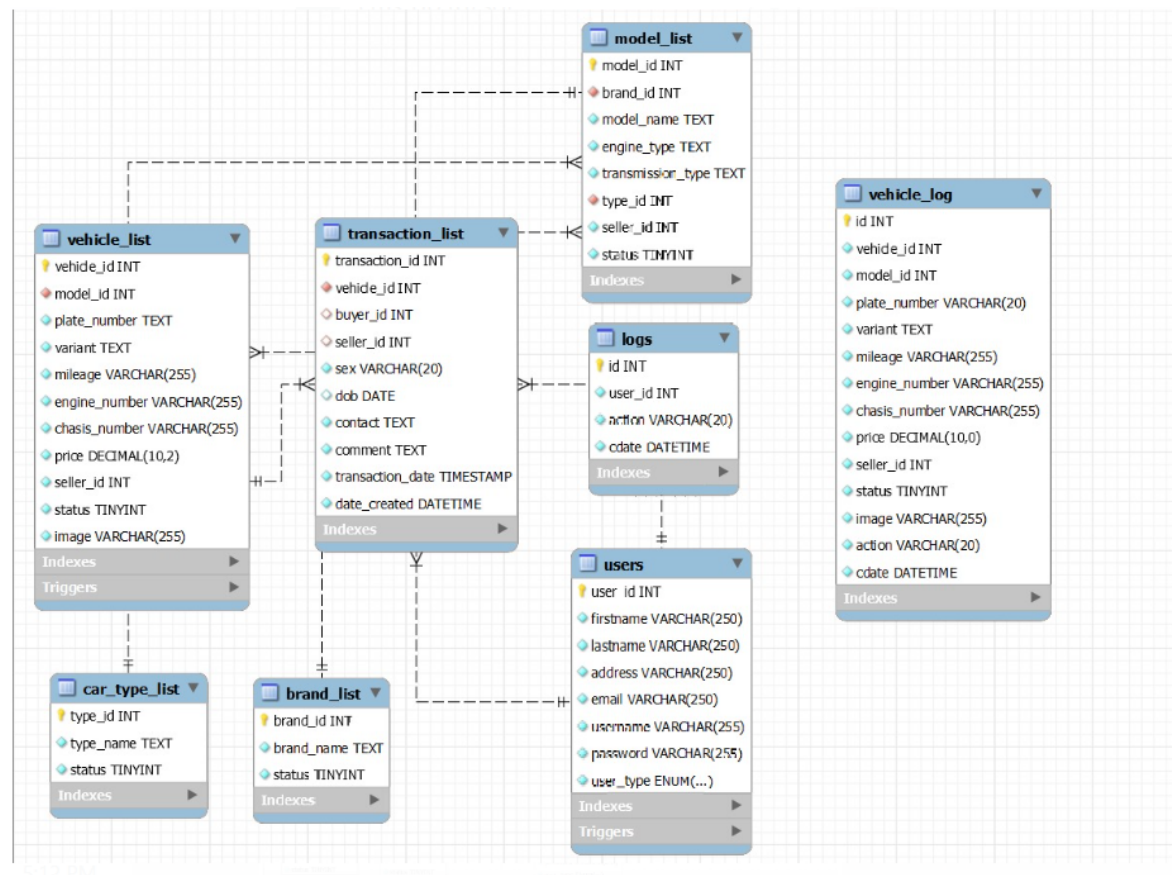 model_list
model_id INT
brand_id INT
model_name TEXT
engine_type TEXT
transmission_type TEXT
type_id INT
seller_id INT
status TINYINT
Indexes
vehicle_list
vehicle_id INT
model_id INT
plate_number TEXT
variant TEXT
mileage VARCHAR(255)
engine_number VARCHAR(255)
chasis_number VARCHAR(255)
price DECIMAL(10,2)
seller_id INT
status TINYINT
image VARCHAR(255)
Indexes
Triggers
transaction_list
transaction_id INT
vehicle_id INT
buyer_id INT
seller_id INT
sex VARCHAR(20)
dob DATE
contact TEXT
comment TEXT
transaction_date TIMESTAMP
date_created DATETIME
Indexes
logs
id INT
user_id INT
action VARCHAR(20)
cdate DATETIME
Indexes
vehicle_log
id INT
vehicle_id INT
model_id INT
plate_number VARCHAR(20)
variant TEXT
mileage VARCHAR(255)
engine_number VARCHAR(255)
chasis_number VARCHAR(255)
price DECIMAL(10,0)
seller_id INT
status TINYINT
image VARCHAR(255)
action VARCHAR(20)
cdate DATETIME
Indexes
car_type_list
type_id INT
type_name TEXT
status TINYINT
Indexes
brand_list
brand_id INT
brand_name TEXT
status TINYINT
Indexes
users
user_id INT
firstname VARCHAR(250)
lastname VARCHAR(250)
address VARCHAR(250)
email VARCHAR(250)
username VARCHAR(255)
password VARCHAR(255)
user_type ENUM(...)
Indexes
Triggers